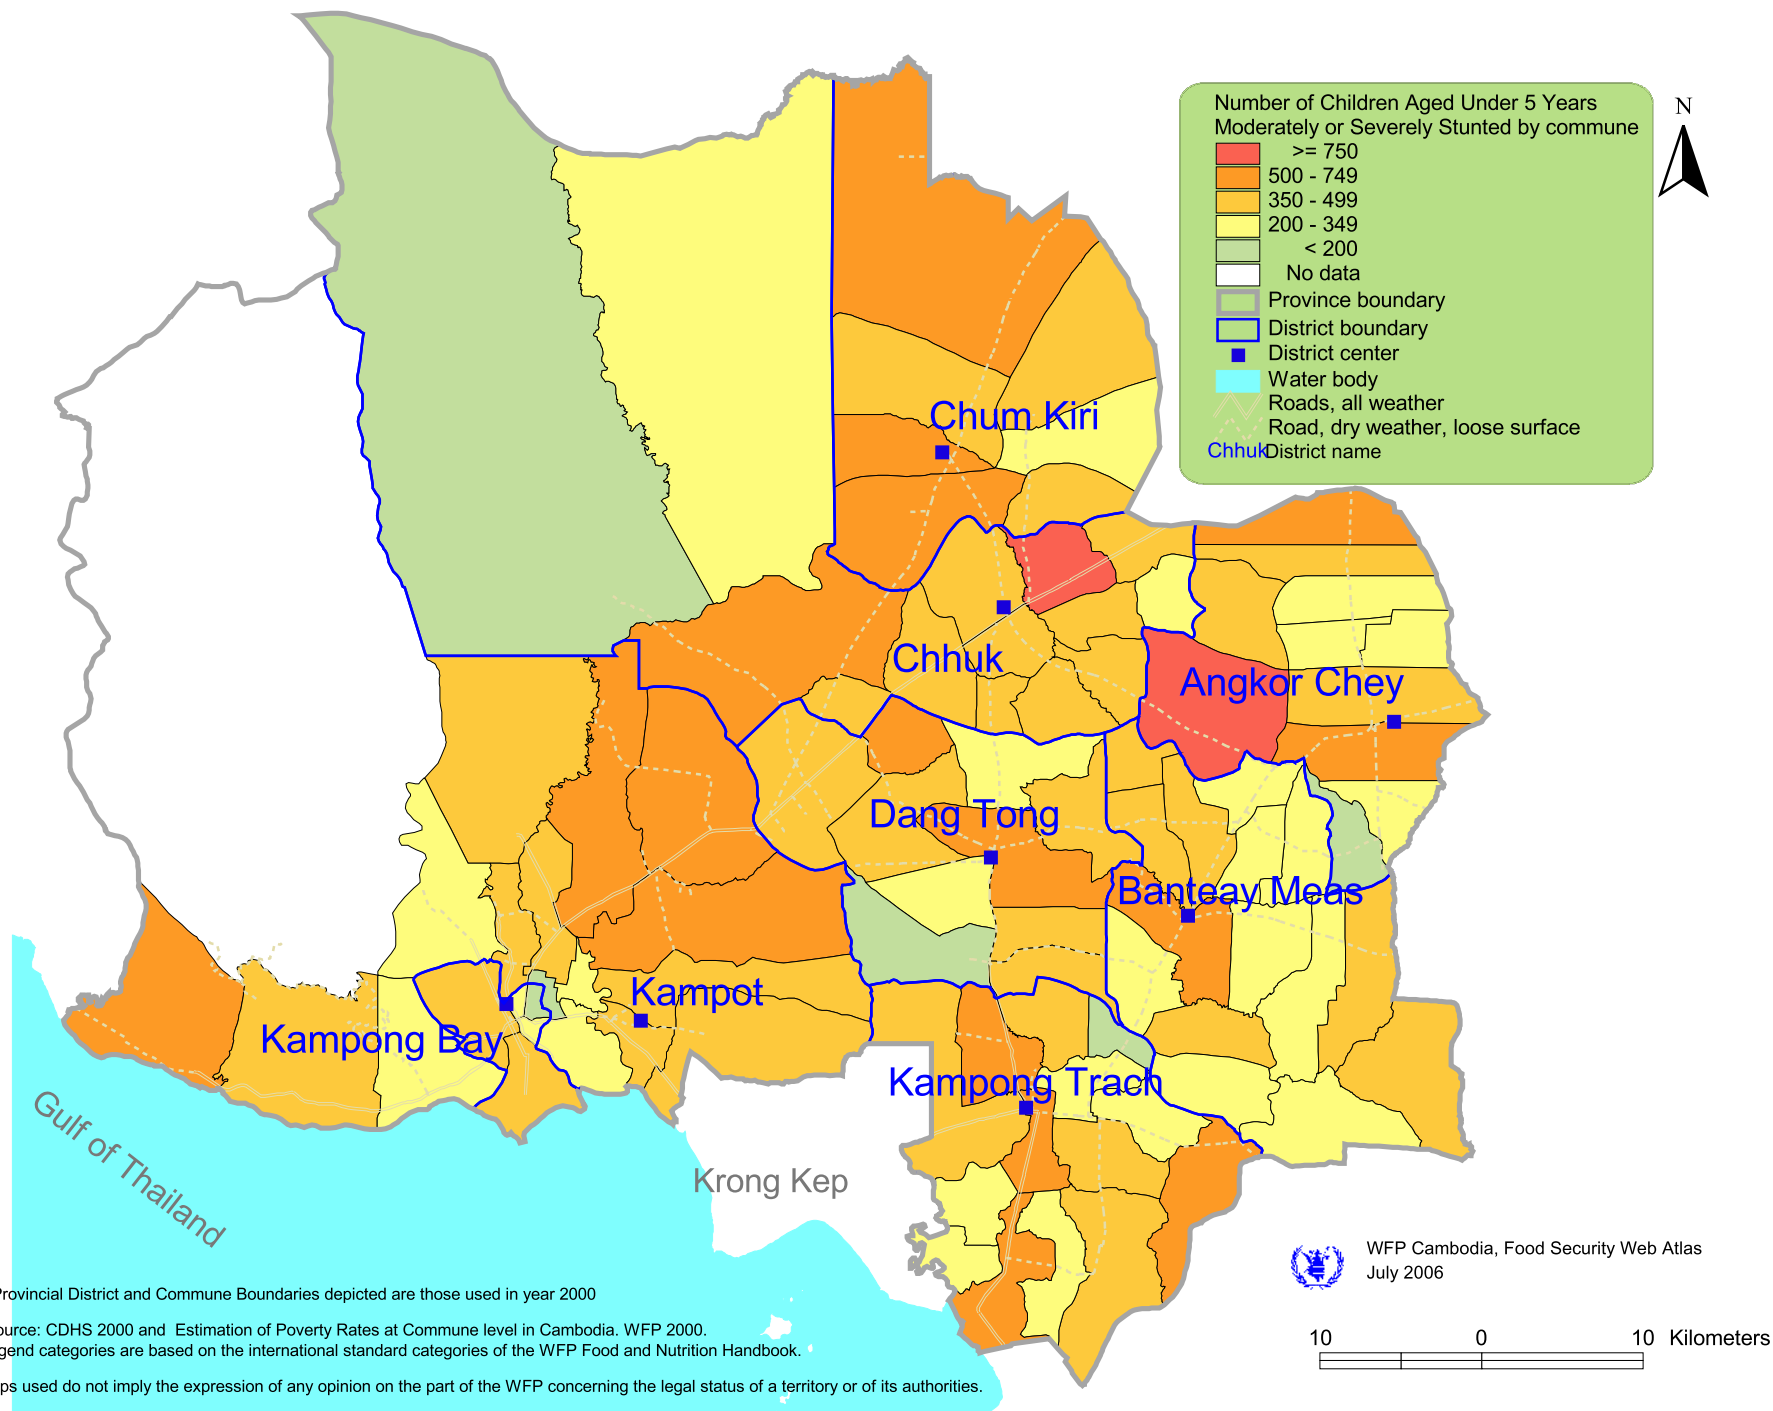 Number of Children Aged Under 5 Years
Moderately or Severely Stunted by commune
>= 750
500 - 749
350 - 499
200 - 349
< 200
No data
Province boundary
District boundary
District center
Water body
Roads, all weather
Road, dry weather, loose surface
Chhuk District name
N
Chum Kiri
Chhuk
Angkor Chey
Dang Tong
Banteay Meas
Kampot
Kampong Bay
Kampong Trach
Gulf of Thailand
Krong Kep
WFP Cambodia, Food Security Web Atlas
July 2006
Provincial District and Commune Boundaries depicted are those used in year 2000
ource: CDHS 2000 and Estimation of Poverty Rates at Commune level in Cambodia. WFP 2000.
gend categories are based on the international standard categories of the WFP Food and Nutrition Handbook.
ps used do not imply the expression of any opinion on the part of the WFP concerning the legal status of a territory or of its authorities.
10 0 10 Kilometers